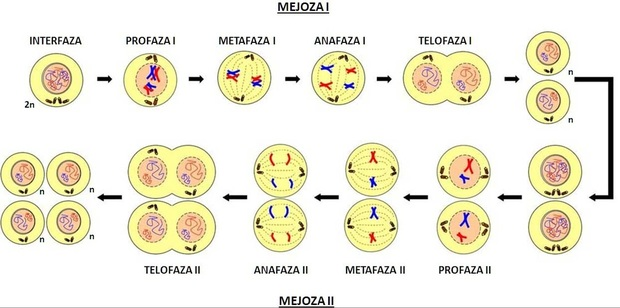 MEJOZA I
INTERFAZA
PROFAZA I
METAFAZA I
ANAFAZA I
TELOFAZA I
2n
n
n
n
n
n
n
TELOFAZA II
ANAFAZA II
METAFAZA II
PROFAZA II
MEJOZA II